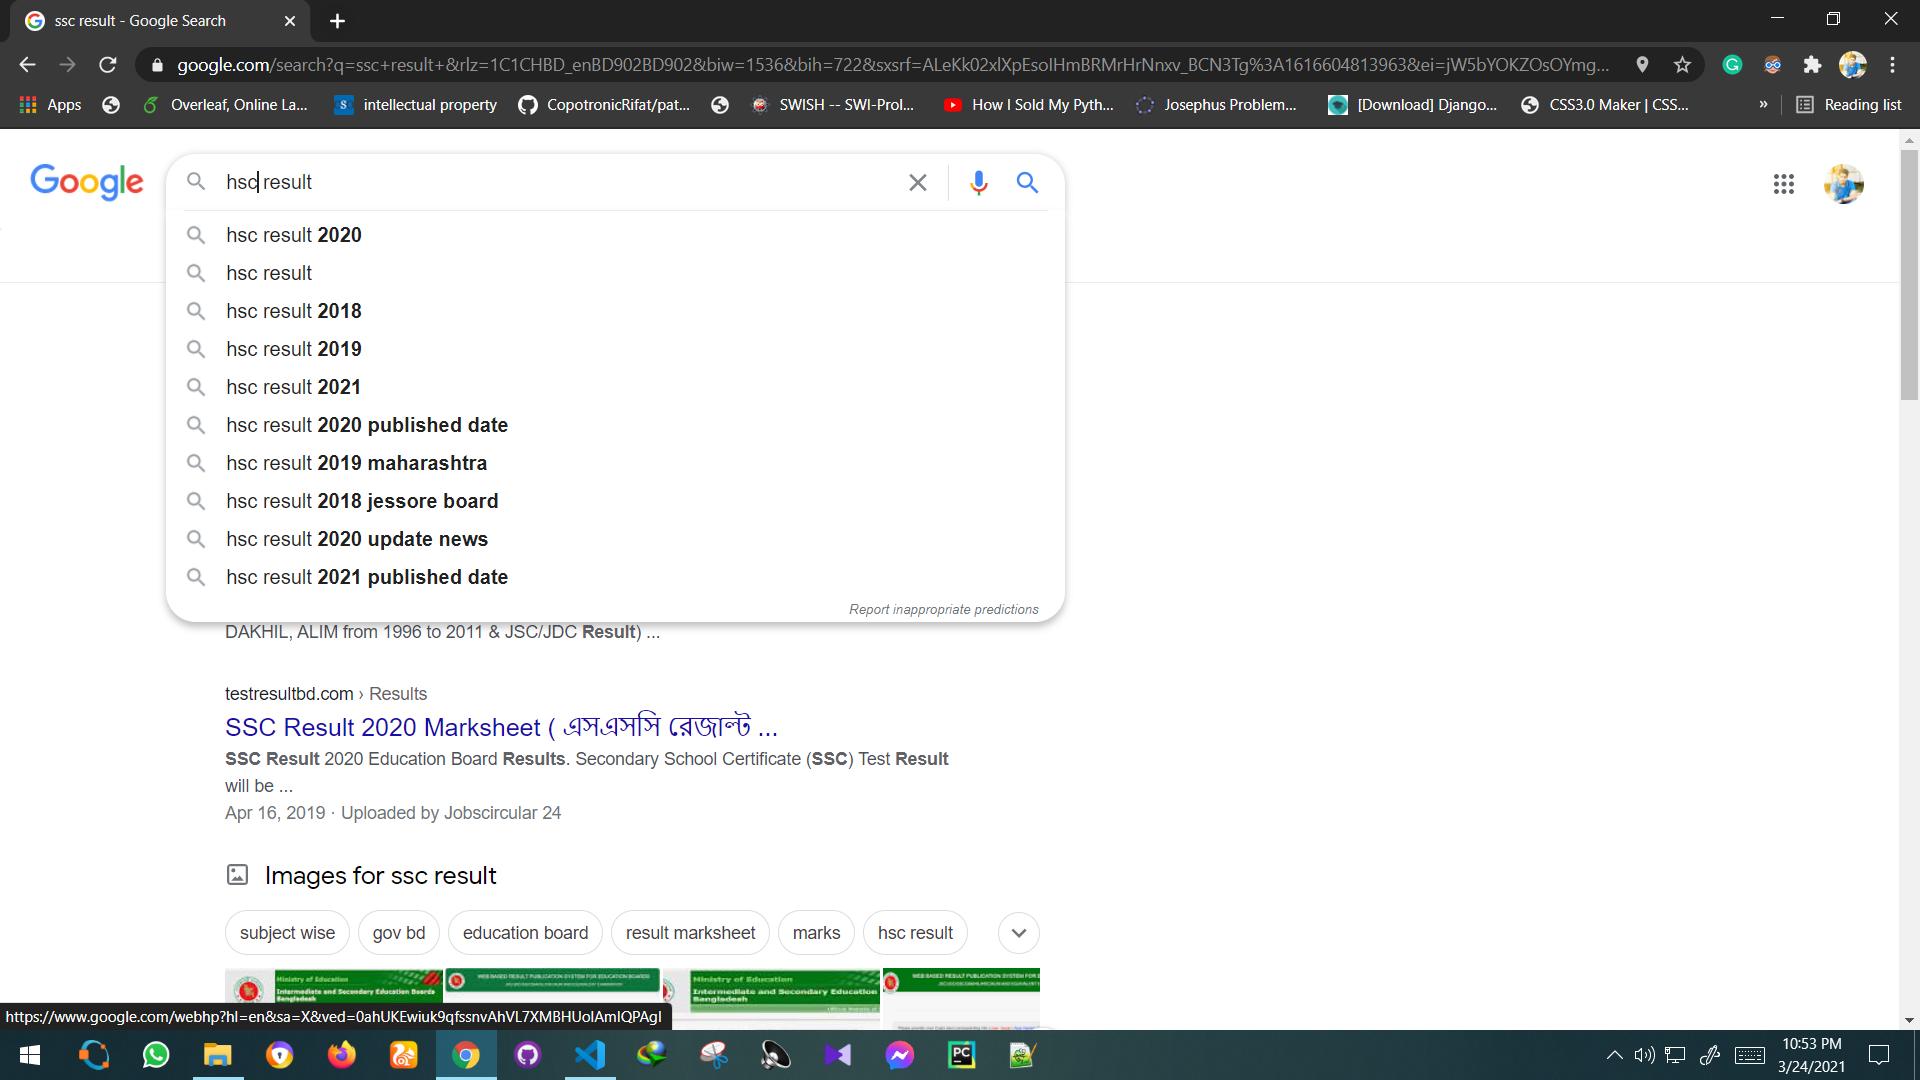 ssc result - Google Search
google.com/search?q=ssc+result+&rlz=1C1CHBD_enBD902BD902&biw=1536&bih=722&sxsrf=ALeKk02xlXpEsoIHmBRMrHrNnxv_BCN3Tg%3A1616604813963&ei=jW5bYOKZOsOYmg...
Apps
Overleaf, Online La...
intellectual property
CopotronicRifat/pat...
SWISH -- SWI-Prol...
How I Sold My Pyth...
Josephus Problem...
[Download] Django...
CSS3.0 Maker | CSS...
»
Reading list
Google
hsc result
hsc result 2020
hsc result
hsc result 2018
hsc result 2019
hsc result 2021
hsc result 2020 published date
hsc result 2019 maharashtra
hsc result 2018 jessore board
hsc result 2020 update news
hsc result 2021 published date
Report inappropriate predictions
DAKHIL, ALIM from 1996 to 2011 & JSC/JDC Result) ...
testresultbd.com › Results
SSC Result 2020 Marksheet ( এসএসসি রেজাল্ট ...
SSC Result 2020 Education Board Results. Secondary School Certificate (SSC) Test Result
will be ...
Apr 16, 2019 · Uploaded by Jobscircular 24
Images for ssc result
subject wise
gov bd
education board
result marksheet
marks
hsc result
Ministry of Education
Intermediate and Secondary Education Boards
Bangladesh
WEB BASED RESULT PUBLICATION SYSTEM FOR EDUCATION BOARDS
Ministry of Education
Intermediate and Secondary Education
Bangladesh
WEB BASED RESULT PUBLICATION SYSTEM FOR E
https://www.google.com/webhp?hl=en&sa=X&ved=0ahUKEwiuk9qfssnvAhVL7XMBHUoIAmIQPAgI
PC
10:53 PM
3/24/2021